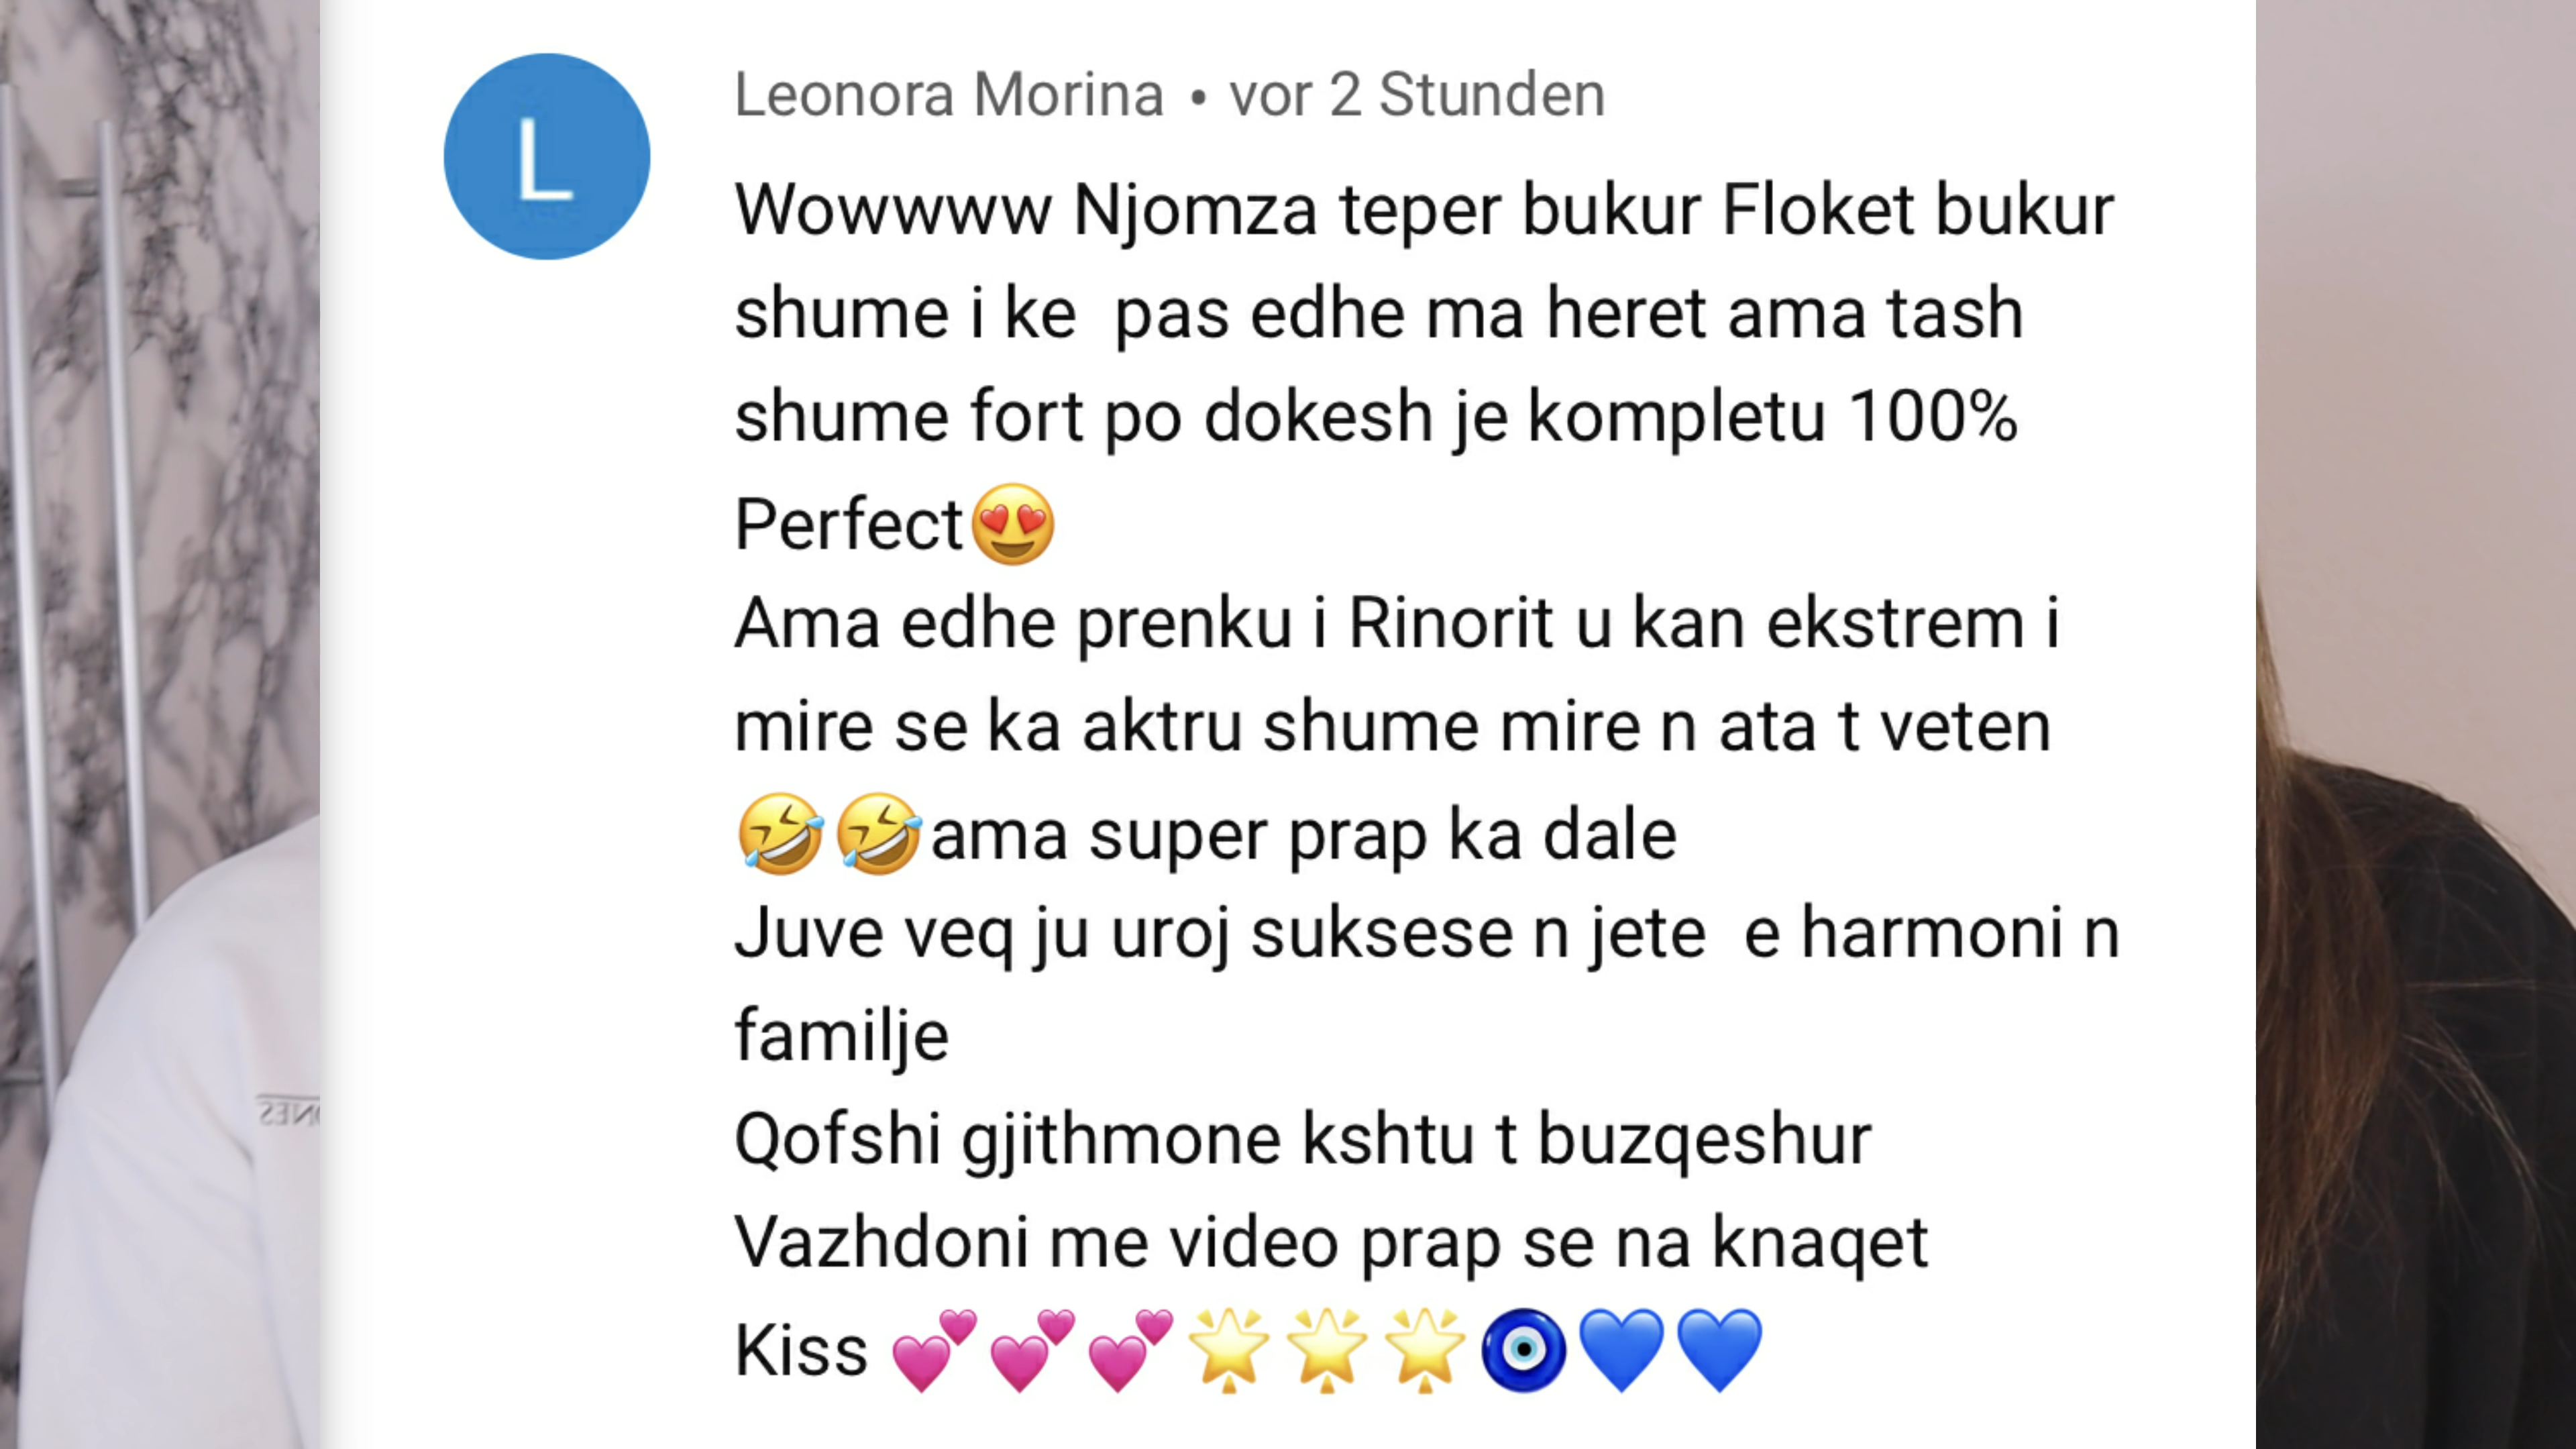 L
Leonora Morina • vor 2 Stunden
Wowwww Njomza teper bukur Floket bukur
shume i ke  pas edhe ma heret ama tash
shume fort po dokesh je kompletu 100%
Perfect😍
Ama edhe prenku i Rinorit u kan ekstrem i
mire se ka aktru shume mire n ata t veten
🤣🤣ama super prap ka dale
Juve veq ju uroj suksese n jete  e harmoni n
familje
Qofshi gjithmone kshtu t buzqeshur
Vazhdoni me video prap se na knaqet
Kiss 💕💕💕🌟🌟🌟🧿💙💙